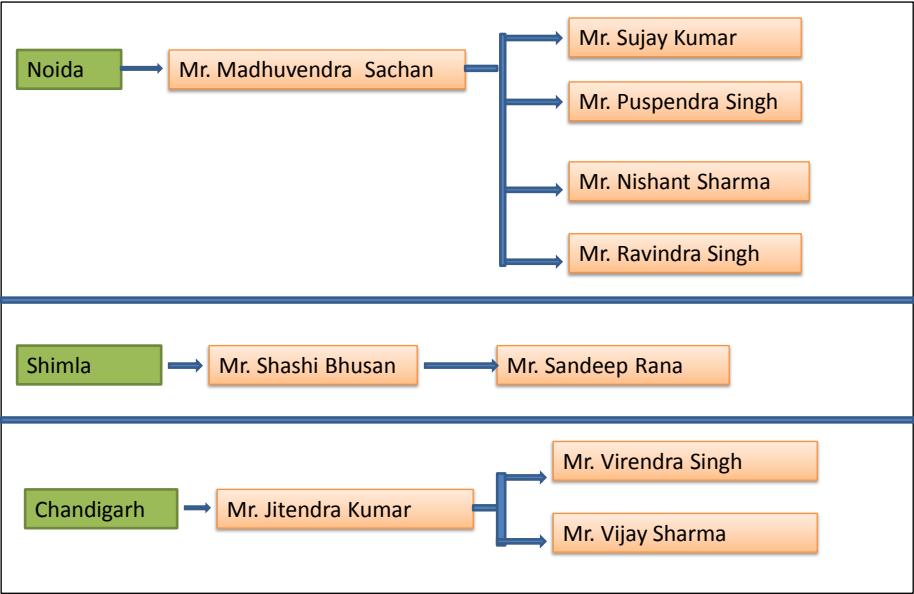 Noida
Mr. Madhuvendra Sachan
Mr. Sujay Kumar
Mr. Puspendra Singh
Mr. Nishant Sharma
Mr. Ravindra Singh
Shimla
Mr. Shashi Bhusan
Mr. Sandeep Rana
Chandigarh
Mr. Jitendra Kumar
Mr. Virendra Singh
Mr. Vijay Sharma